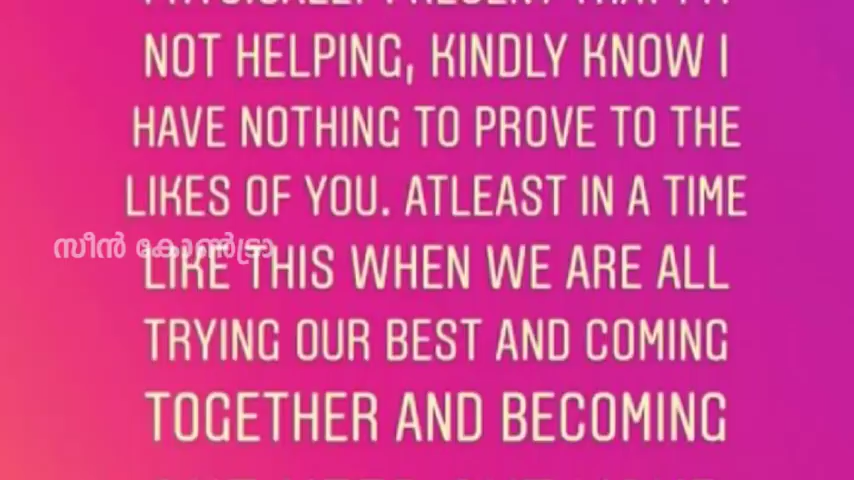 NOT HELPING, KINDLY KNOW I
HAVE NOTHING TO PROVE TO THE
LIKES OF YOU. ATLEAST IN A TIME
സീൻ കോൺട്രാ
LIKE THIS WHEN WE ARE ALL
TRYING OUR BEST AND COMING
TOGETHER AND BECOMING